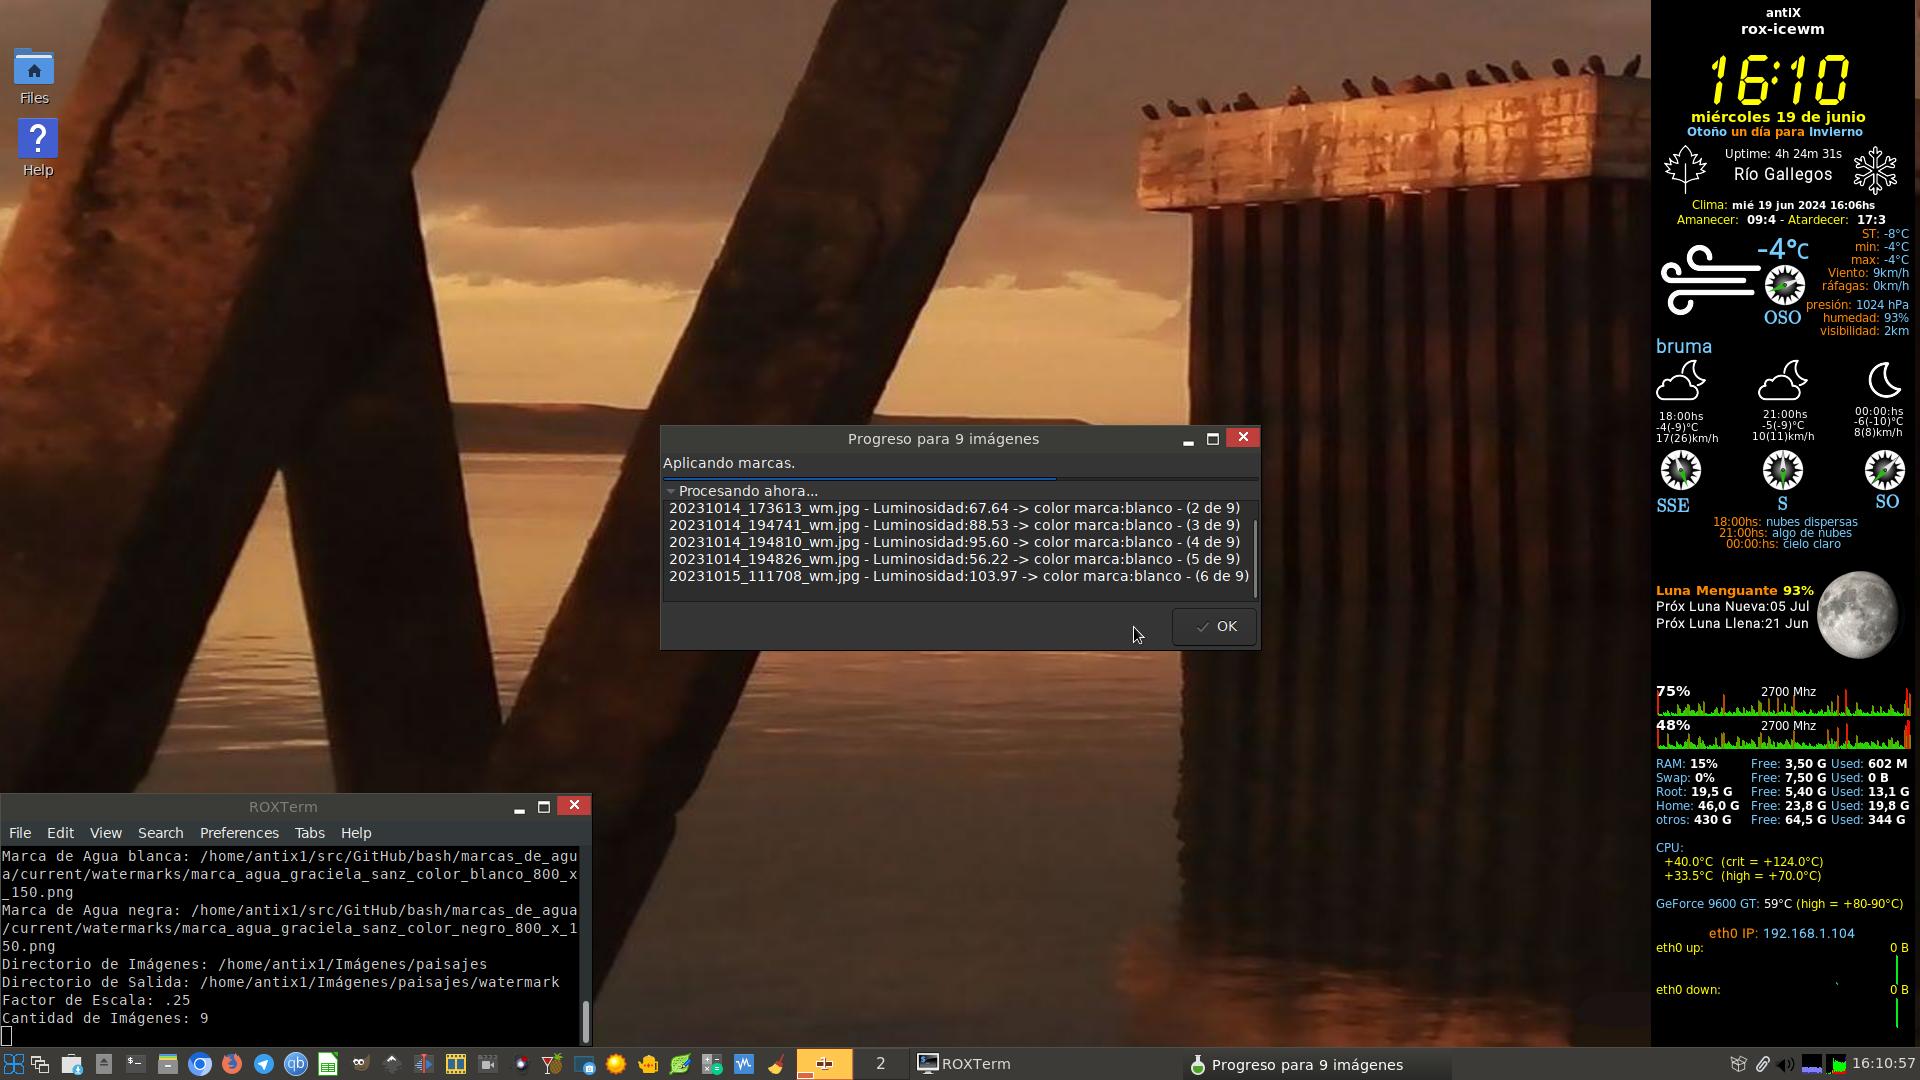 Files
Help
antiX
rox-icewm
16:10
miércoles 19 de junio
Otoño un día para Invierno
Uptime: 4h 24m 31s
Río Gallegos
Clima: mié 19 jun 2024 16:06hs
Amanecer: 09:4 - Atardecer: 17:3
-4°C
ST: -8°C
min: -4°C
max: -4°C
Viento: 9km/h
ráfagas: 0km/h
OSO
presión: 1024 hPa
humedad: 93%
visibilidad: 2km
bruma
18:00hs
-4(-9)°C
17(26)km/h
21:00hs
-5(-9)°C
10(11)km/h
00:00:hs
-6(-10)°C
8(8)km/h
SSE
S
SO
18:00hs: nubes dispersas
21:00hs: algo de nubes
00:00:hs: cielo claro
Luna Menguante 93%
Próx Luna Nueva:05 Jul
Próx Luna Llena:21 Jun
75% 2700 Mhz
48% 2700 Mhz
RAM: 15% Free: 3,50 G Used: 602 M
Swap: 0% Free: 7,50 G Used: 0 B
Root: 19,5 G Free: 5,40 G Used: 13,1 G
Home: 46,0 G Free: 23,8 G Used: 19,8 G
otros: 430 G Free: 64,5 G Used: 344 G
CPU:
+40.0°C (crit = +124.0°C)
+33.5°C (high = +70.0°C)
GeForce 9600 GT: 59°C (high = +80-90°C)
eth0 IP: 192.168.1.104
eth0 up: 0 B
eth0 down: 0 B
Progreso para 9 imágenes
Aplicando marcas.
Procesando ahora...
20231014_173613_wm.jpg - Luminosidad:67.64 -> color marca:blanco - (2 de 9)
20231014_194741_wm.jpg - Luminosidad:88.53 -> color marca:blanco - (3 de 9)
20231014_194810_wm.jpg - Luminosidad:95.60 -> color marca:blanco - (4 de 9)
20231014_194826_wm.jpg - Luminosidad:56.22 -> color marca:blanco - (5 de 9)
20231015_111708_wm.jpg - Luminosidad:103.97 -> color marca:blanco - (6 de 9)
OK
ROXTerm
File Edit View Search Preferences Tabs Help
Marca de Agua blanca: /home/antix1/src/GitHub/bash/marcas_de_agu
a/current/watermarks/marca_agua_graciela_sanz_color_blanco_800_x
_150.png
Marca de Agua negra: /home/antix1/src/GitHub/bash/marcas_de_agua
/current/watermarks/marca_agua_graciela_sanz_color_negro_800_x_1
50.png
Directorio de Imágenes: /home/antix1/Imágenes/paisajes
Directorio de Salida: /home/antix1/Imágenes/paisajes/watermark
Factor de Escala: .25
Cantidad de Imágenes: 9
2
ROXTerm
Progreso para 9 imágenes
16:10:57